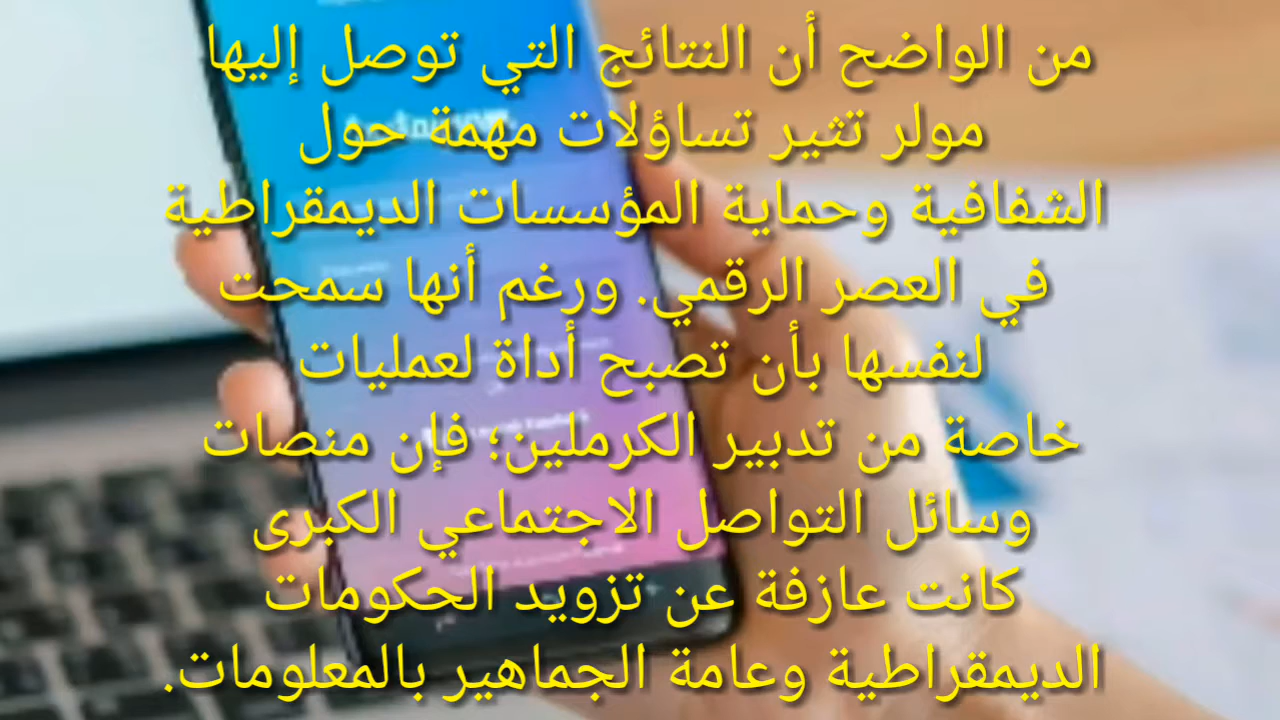 من الواضح أن النتائج التي توصل إليها
مولر تثير تساؤلات مهمة حول
الشفافية وحماية المؤسسات الديمقراطية
في العصر الرقمي. ورغم أنها سمحت
لنفسها بأن تصبح أداة لعمليات
خاصة من تدبير الكرملين؛ فإن منصات
وسائل التواصل الاجتماعي الكبرى
كانت عازفة عن تزويد الحكومات
الديمقراطية وعامة الجماهير بالمعلومات.